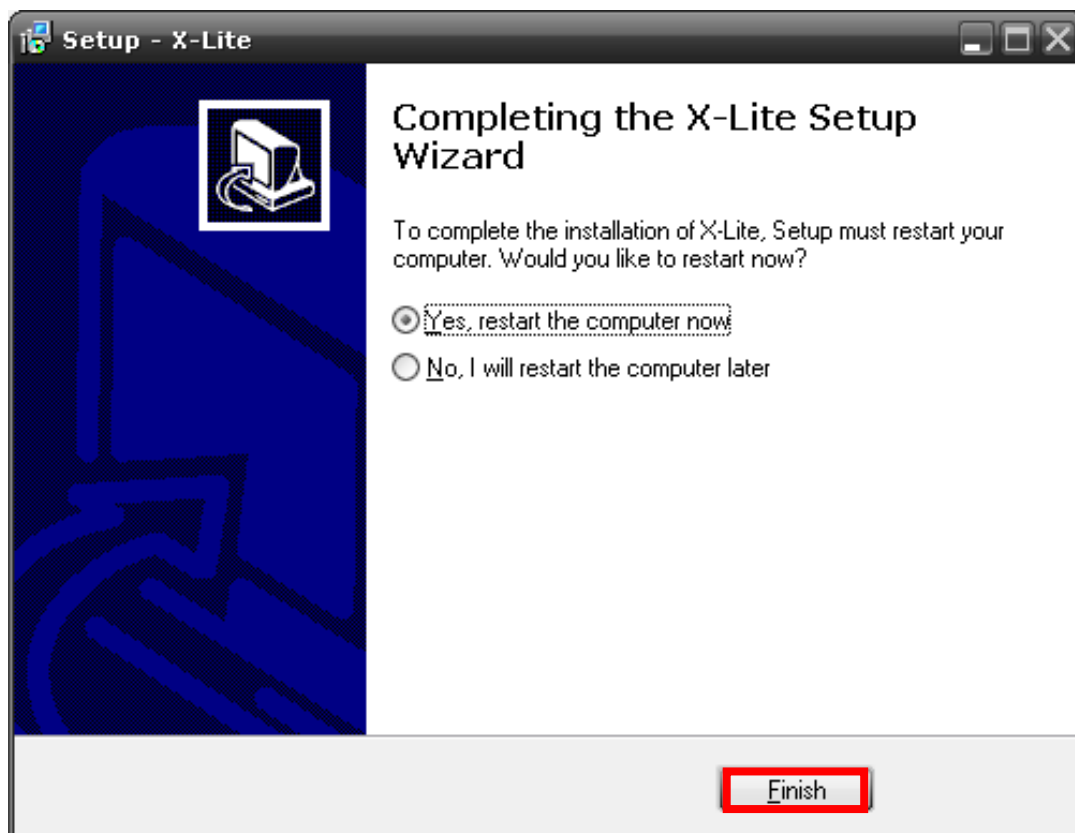 Setup - X-Lite
Completing the X-Lite Setup
Wizard
To complete the installation of X-Lite, Setup must restart your
computer. Would you like to restart now?
Yes, restart the computer now
No, I will restart the computer later
Finish